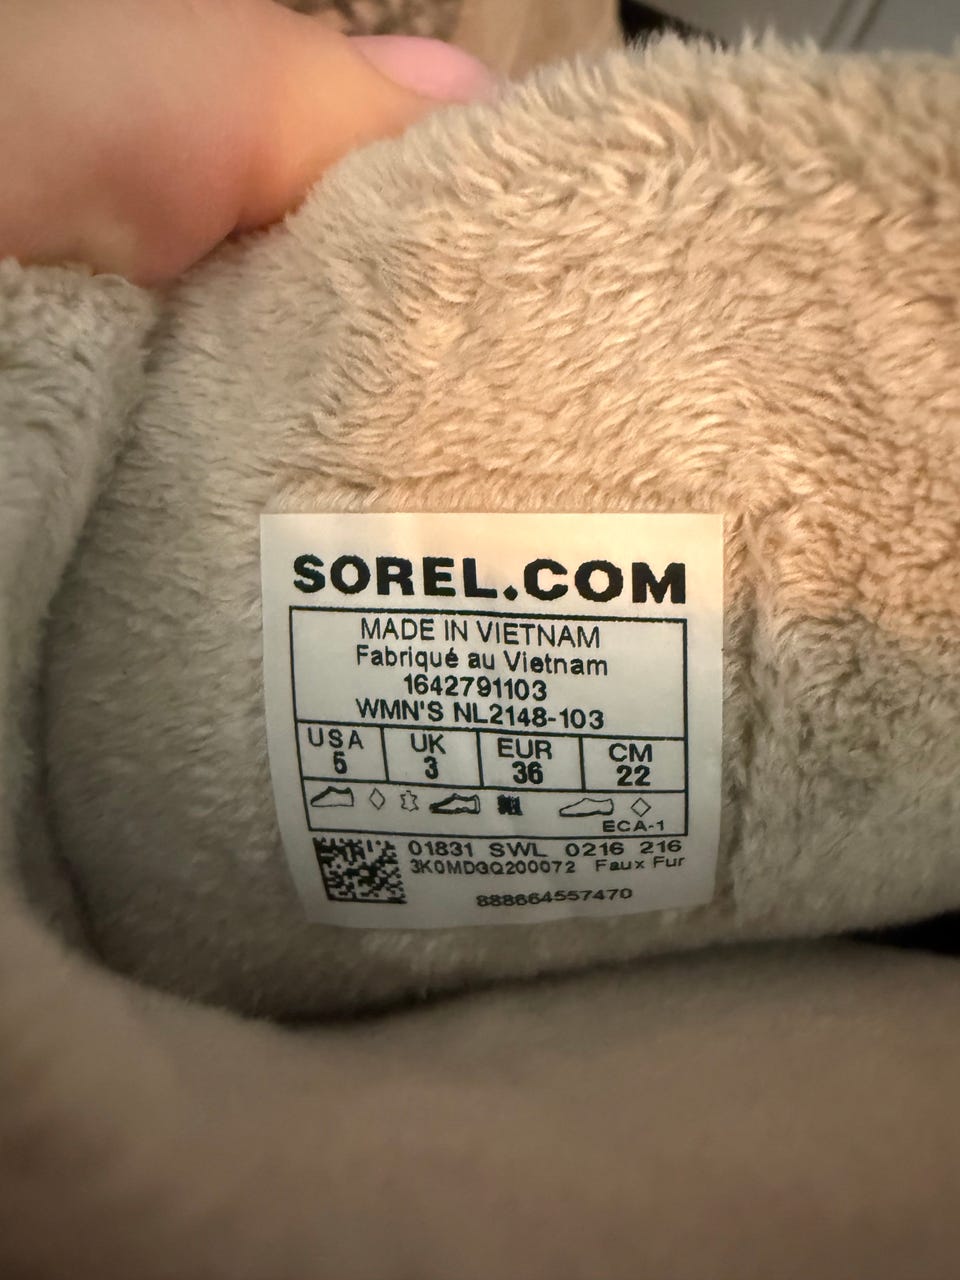 SOREL.COM
MADE IN VIETNAM
Fabriqué au Vietnam
1642791103
WMN'S NL2148-103
USA UK EUR CM
5 3 36 22
ECA-1
01831 SWL 0216 216
3K0MDGQ200072 Faux Fur
888664557470